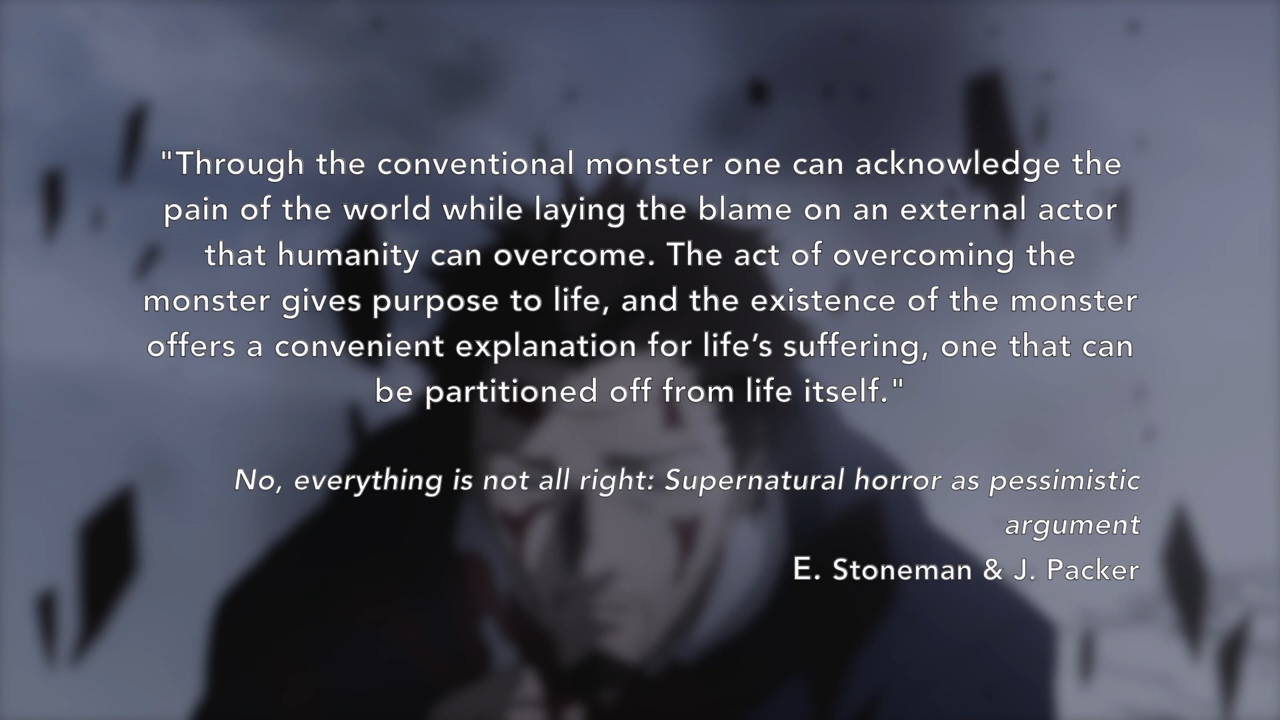 "Through the conventional monster one can acknowledge the
pain of the world while laying the blame on an external actor
that humanity can overcome. The act of overcoming the
monster gives purpose to life, and the existence of the monster
offers a convenient explanation for life’s suffering, one that can
be partitioned off from life itself."
No, everything is not all right: Supernatural horror as pessimistic
argument
E. Stoneman & J. Packer